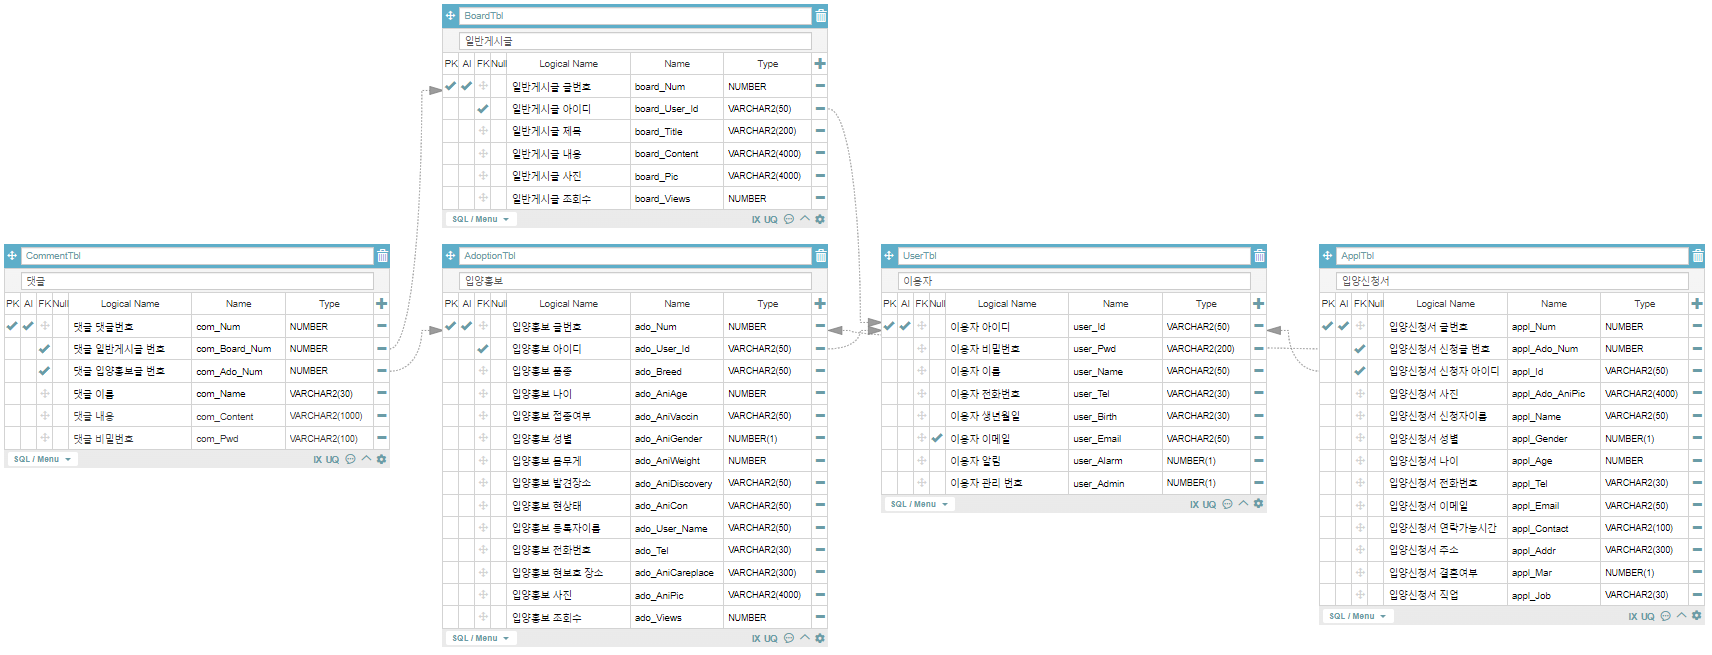 BoardTbl
일반게시글
PK AI FK Null Logical Name Name Type
일반게시글 글번호 board_Num NUMBER
일반게시글 아이디 board_User_Id VARCHAR2(50)
일반게시글 제목 board_Title VARCHAR2(200)
일반게시글 내용 board_Content VARCHAR2(4000)
일반게시글 사진 board_Pic VARCHAR2(4000)
일반게시글 조회수 board_Views NUMBER
SQL / Menu IX UQ
CommentTbl
댓글
PK AI FK Null Logical Name Name Type
댓글 댓글번호 com_Num NUMBER
댓글 일반게시글 번호 com_Board_Num NUMBER
댓글 입양홍보글 번호 com_Ado_Num NUMBER
댓글 이름 com_Name VARCHAR2(30)
댓글 내용 com_Content VARCHAR2(1000)
댓글 비밀번호 com_Pwd VARCHAR2(100)
SQL / Menu IX UQ
AdoptionTbl
입양홍보
PK AI FK Null Logical Name Name Type
입양홍보 글번호 ado_Num NUMBER
입양홍보 아이디 ado_User_Id VARCHAR2(50)
입양홍보 품종 ado_Breed VARCHAR2(50)
입양홍보 나이 ado_AniAge NUMBER
입양홍보 접종여부 ado_AniVaccin VARCHAR2(50)
입양홍보 성별 ado_AniGender NUMBER(1)
입양홍보 몸무게 ado_AniWeight NUMBER
입양홍보 발견장소 ado_AniDiscovery VARCHAR2(50)
입양홍보 현상태 ado_AniCon VARCHAR2(50)
입양홍보 등록자이름 ado_User_Name VARCHAR2(50)
입양홍보 전화번호 ado_Tel VARCHAR2(30)
입양홍보 현보호 장소 ado_AniCareplace VARCHAR2(300)
입양홍보 사진 ado_AniPic VARCHAR2(4000)
입양홍보 조회수 ado_Views NUMBER
SQL / Menu IX UQ
UserTbl
이용자
PK AI FK Null Logical Name Name Type
이용자 아이디 user_Id VARCHAR2(50)
이용자 비밀번호 user_Pwd VARCHAR2(200)
이용자 이름 user_Name VARCHAR2(50)
이용자 전화번호 user_Tel VARCHAR2(30)
이용자 생년월일 user_Birth VARCHAR2(30)
이용자 이메일 user_Email VARCHAR2(50)
이용자 알림 user_Alarm NUMBER(1)
이용자 관리 번호 user_Admin NUMBER(1)
SQL / Menu IX UQ
ApplTbl
입양신청서
PK AI FK Null Logical Name Name Type
입양신청서 글번호 appl_Num NUMBER
입양신청서 신청글 번호 appl_Ado_Num NUMBER
입양신청서 신청자 아이디 appl_Id VARCHAR2(50)
입양신청서 사진 appl_Ado_AniPic VARCHAR2(4000)
입양신청서 신청자이름 appl_Name VARCHAR2(50)
입양신청서 성별 appl_Gender NUMBER(1)
입양신청서 나이 appl_Age NUMBER
입양신청서 전화번호 appl_Tel VARCHAR2(30)
입양신청서 이메일 appl_Email VARCHAR2(50)
입양신청서 연락가능시간 appl_Contact VARCHAR2(100)
입양신청서 주소 appl_Addr VARCHAR2(300)
입양신청서 결혼여부 appl_Mar NUMBER(1)
입양신청서 직업 appl_Job VARCHAR2(30)
SQL / Menu IX UQ